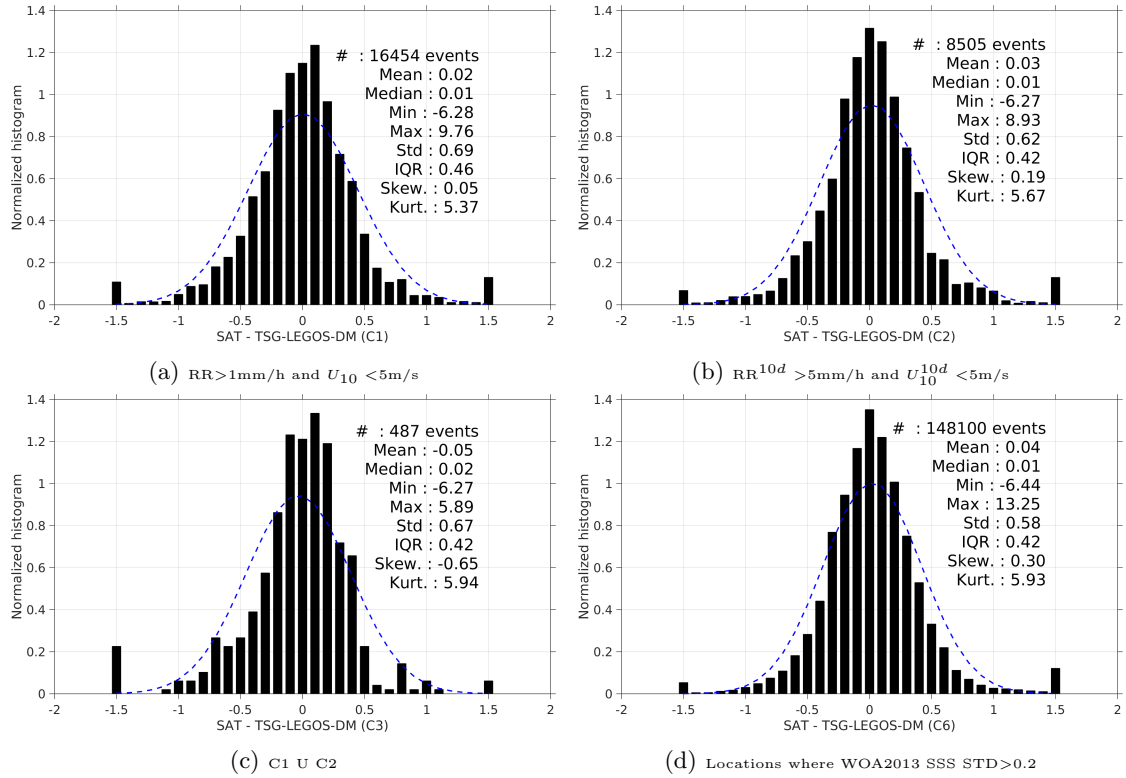 1.4
1.2
1
0.8
0.6
0.4
0.2
0
-2 -1.5 -1 -0.5 0 0.5 1 1.5 2
Normalized histogram
SAT - TSG-LEGOS-DM (C1)
# : 16454 events
Mean : 0.02
Median : 0.01
Min : -6.28
Max : 9.76
Std : 0.69
IQR : 0.46
Skew. : 0.05
Kurt. : 5.37
(a) RR>1mm/h and U10 <5m/s
1.4
1.2
1
0.8
0.6
0.4
0.2
0
-2 -1.5 -1 -0.5 0 0.5 1 1.5 2
Normalized histogram
SAT - TSG-LEGOS-DM (C2)
# : 8505 events
Mean : 0.03
Median : 0.01
Min : -6.27
Max : 8.93
Std : 0.62
IQR : 0.42
Skew. : 0.19
Kurt. : 5.67
(b) RR10d >5mm/h and U10d10 <5m/s
1.4
1.2
1
0.8
0.6
0.4
0.2
0
-2 -1.5 -1 -0.5 0 0.5 1 1.5 2
Normalized histogram
SAT - TSG-LEGOS-DM (C3)
# : 487 events
Mean : -0.05
Median : 0.02
Min : -6.27
Max : 5.89
Std : 0.67
IQR : 0.42
Skew. : -0.65
Kurt. : 5.94
(c) C1 U C2
1.4
1.2
1
0.8
0.6
0.4
0.2
0
-2 -1.5 -1 -0.5 0 0.5 1 1.5 2
Normalized histogram
SAT - TSG-LEGOS-DM (C6)
# : 148100 events
Mean : 0.04
Median : 0.01
Min : -6.44
Max : 13.25
Std : 0.58
IQR : 0.42
Skew. : 0.30
Kurt. : 5.93
(d) Locations where WOA2013 SSS STD>0.2